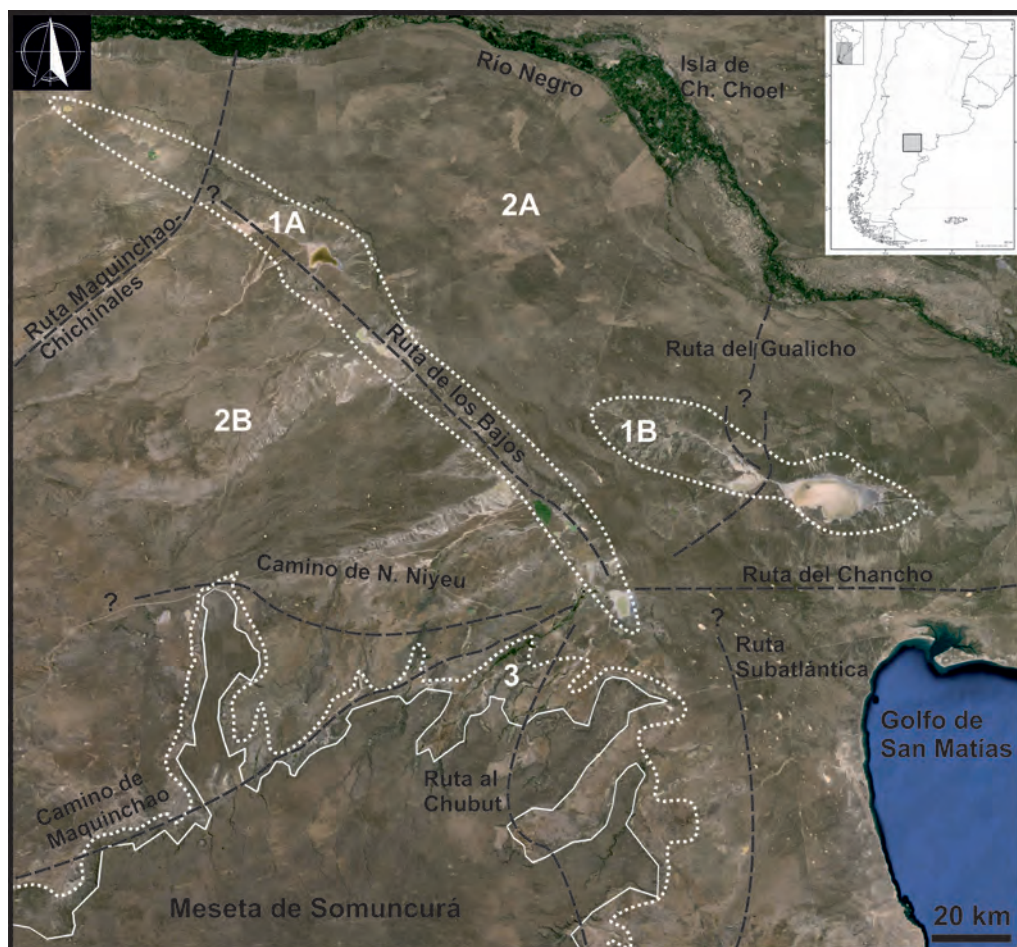 Río Negro
Isla de
Ch. Choel
2A
?
1A
Ruta Maquinchao-
Chichinales
Ruta de los Bajos
Ruta del Gualicho
?
2B
1B
Camino de N. Niyeu
Ruta del Chancho
?
?
Ruta
Subatlántica
3
Golfo de
San Matías
Ruta al
Chubut
Camino de
Maquinchao
Meseta de Somuncurá
20 km